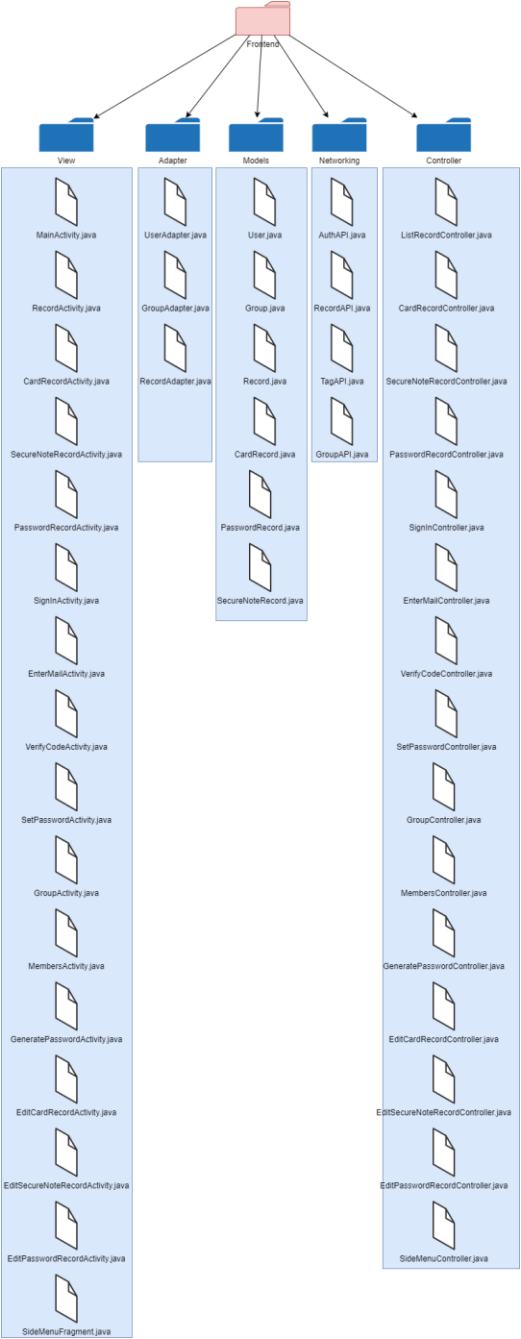 Frontend
View
Adapter
Models
Networking
Controller
MainActivity.java
RecordActivity.java
CardRecordActivity.java
SecureNoteRecordActivity.java
PasswordRecordActivity.java
SignInActivity.java
EnterMailActivity.java
VerifyCodeActivity.java
SetPasswordActivity.java
GroupActivity.java
MembersActivity.java
GeneratePasswordActivity.java
EditCardRecordActivity.java
EditSecureNoteRecordActivity.java
EditPasswordRecordActivity.java
SideMenuFragment.java
UserAdapter.java
GroupAdapter.java
RecordAdapter.java
User.java
Group.java
Record.java
CardRecord.java
PasswordRecord.java
SecureNoteRecord.java
AuthAPI.java
RecordAPI.java
TagAPI.java
GroupAPI.java
ListRecordController.java
CardRecordController.java
SecureNoteRecordController.java
PasswordRecordController.java
SignInController.java
EnterMailController.java
VerifyCodeController.java
SetPasswordController.java
GroupController.java
MembersController.java
GeneratePasswordController.java
EditCardRecordController.java
EditSecureNoteRecordController.java
EditPasswordRecordController.java
SideMenuController.java